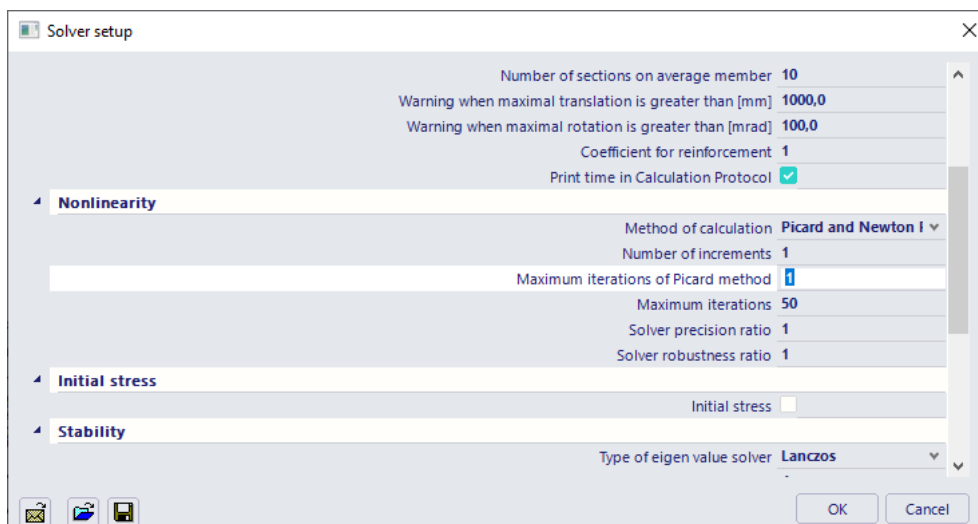 Solver setup
Number of sections on average member 10
Warning when maximal translation is greater than [mm] 1000,0
Warning when maximal rotation is greater than [mrad] 100,0
Coefficient for reinforcement 1
Print time in Calculation Protocol
Nonlinearity
Method of calculation Picard and Newton
Number of increments 1
Maximum iterations of Picard method 1
Maximum iterations 50
Solver precision ratio 1
Solver robustness ratio 1
Initial stress
Initial stress
Stability
Type of eigen value solver Lanczos
OK Cancel